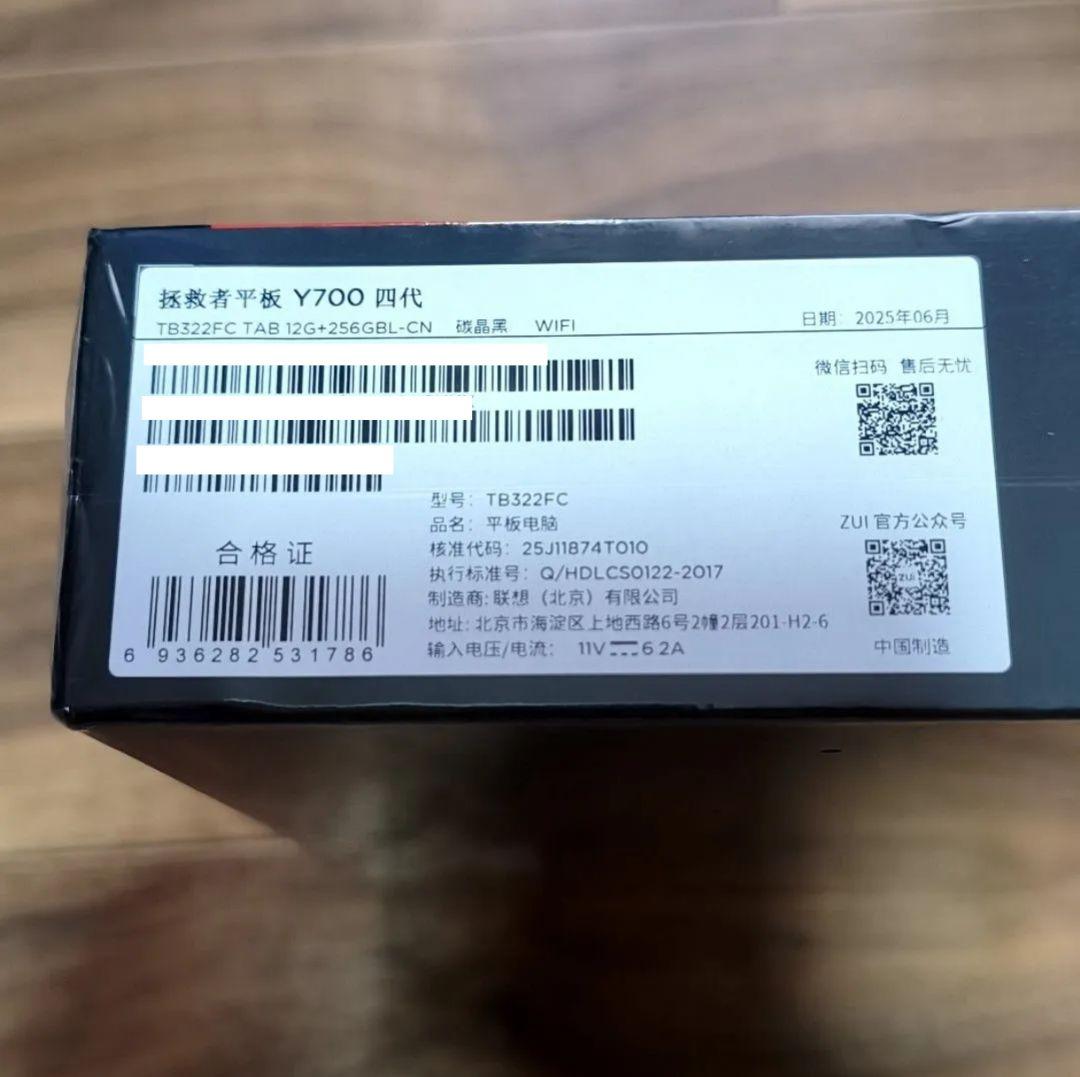 拯救者平板 Y700 四代
TB322FC TAB 12G+256GBL-CN 碳晶黑 WIFI
日期: 2025年06月
微信扫码 售后无忧
型号: TB322FC
品名: 平板电脑
核准代码: 25J11874T010
执行标准号: Q/HDLCS0122-2017
制造商: 联想（北京）有限公司
地址: 北京市海淀区上地西路6号2幢2层201-H2-6
输入电压/电流: 11V⎓6.2A
合格证
6 936282 531786
ZUI 官方公众号
ZUI
中国制造